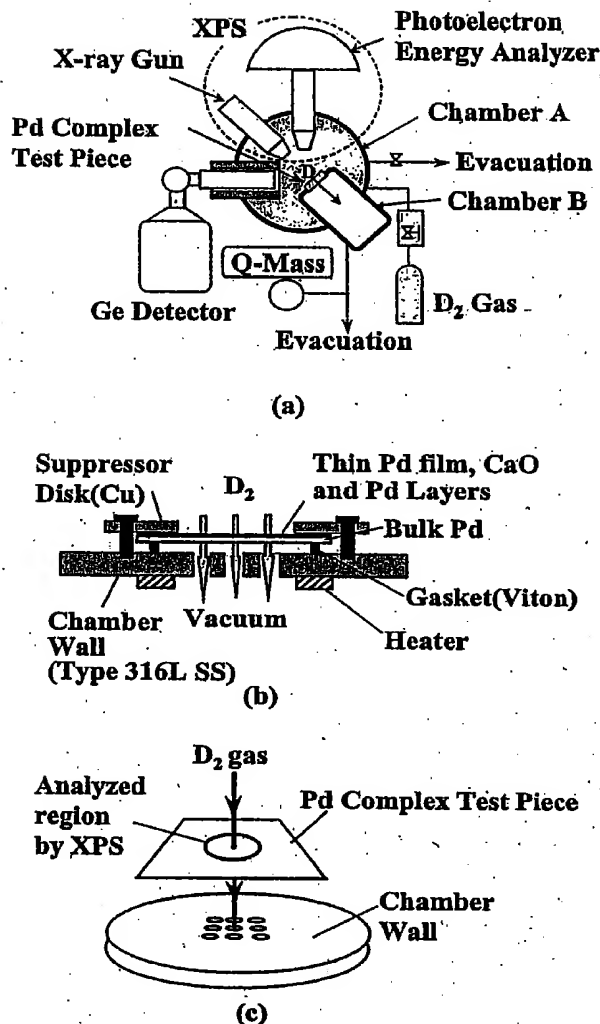 XPS
Photoelectron
Energy Analyzer
X-ray Gun
Chamber A
Pd Complex
Test Piece
Evacuation
D
Chamber B
Q-Mass
Ge Detector
D₂ Gas
Evacuation
(a)
Suppressor
Disk(Cu)
D₂
Thin Pd film, CaO
and Pd Layers
Bulk Pd
Gasket(Viton)
Chamber
Wall
(Type 316L SS)
Vacuum
Heater
(b)
D₂ gas
Analyzed
region
by XPS
Pd Complex Test Piece
Chamber
Wall
(c)